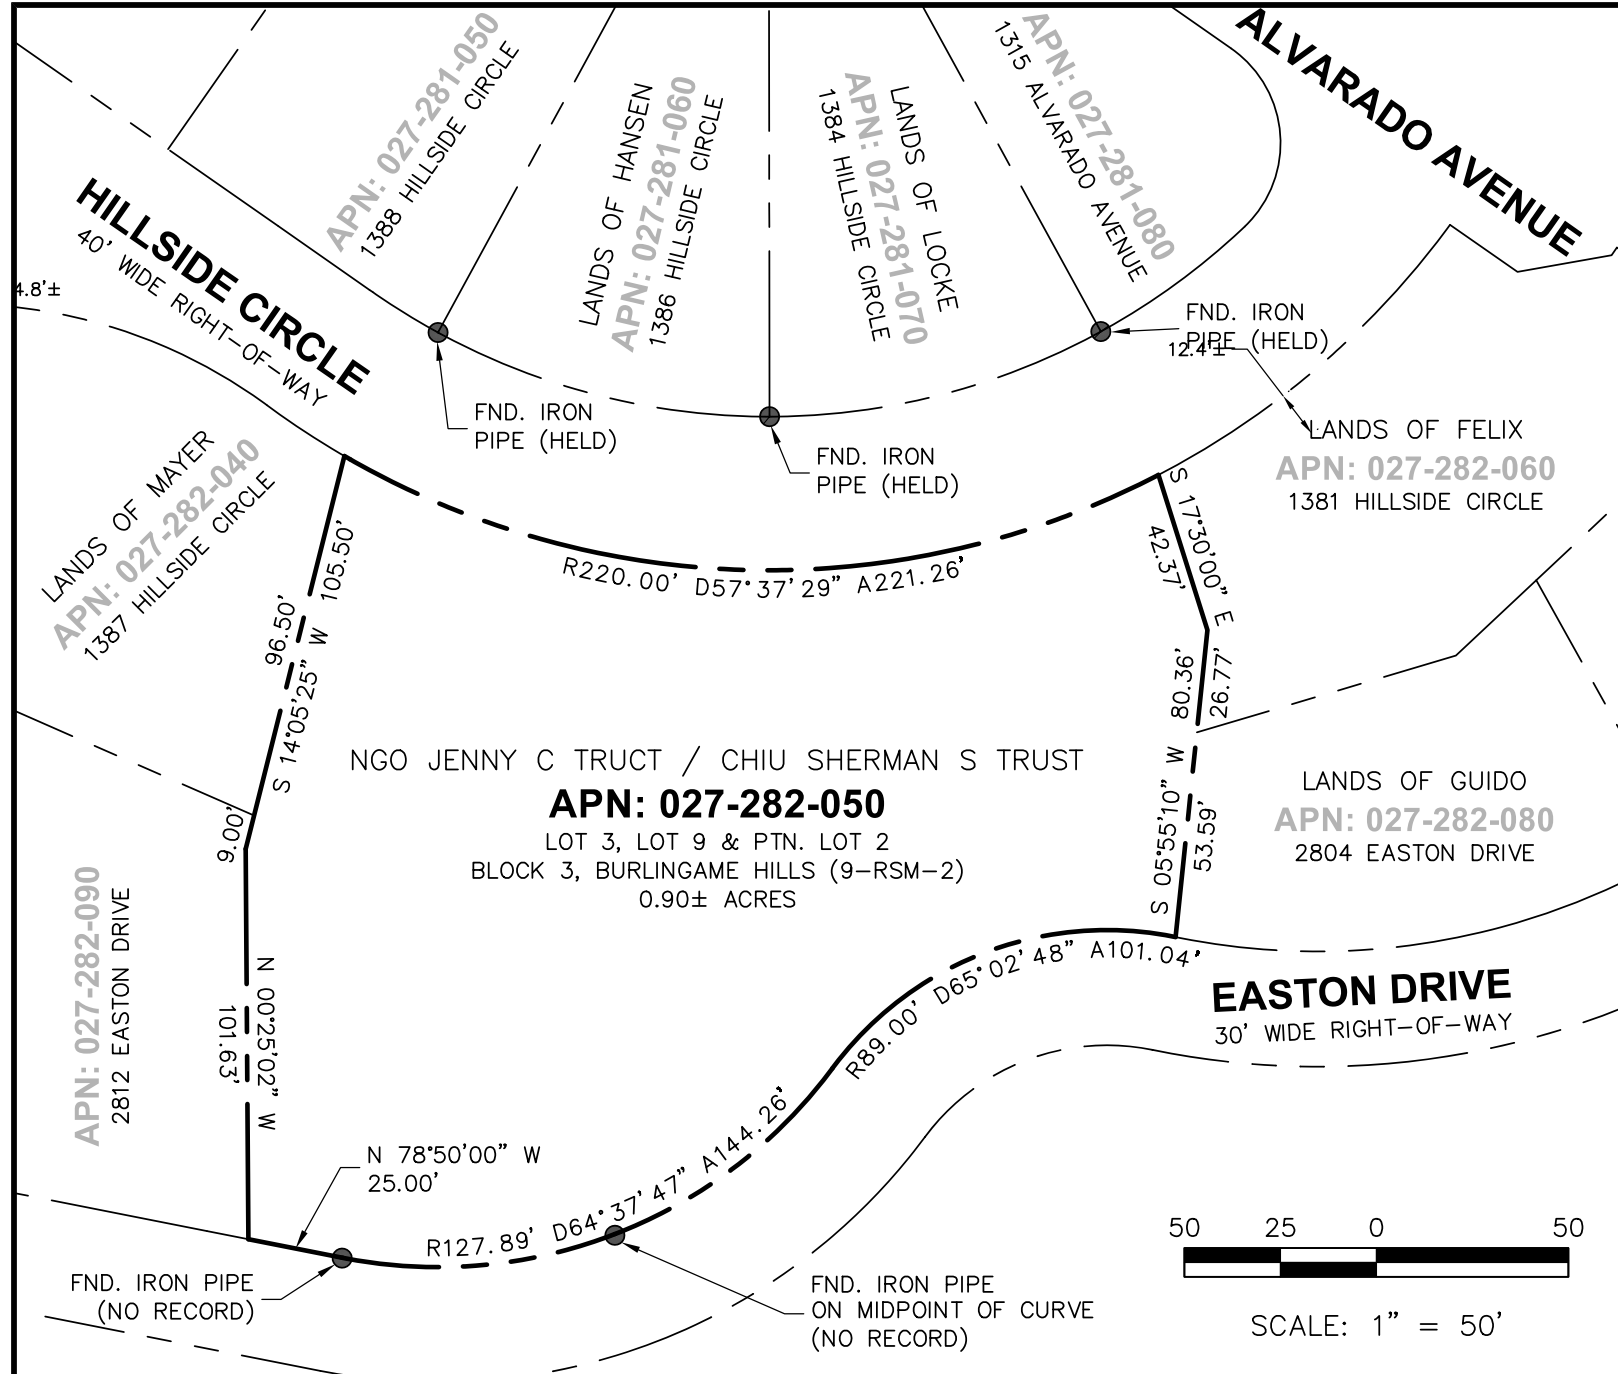 ALVARADO AVENUE
APN: 027-281-050
1388 HILLSIDE CIRCLE
LANDS OF HANSEN
APN: 027-281-060
1386 HILLSIDE CIRCLE
LANDS OF LOCKE
APN: 027-281-070
1384 HILLSIDE CIRCLE
APN: 027-281-080
1315 ALVARADO AVENUE
HILLSIDE CIRCLE
40' WIDE RIGHT-OF-WAY
4.8'±
FND. IRON
PIPE (HELD)
12.4'±
FND. IRON
PIPE (HELD)
FND. IRON
PIPE (HELD)
LANDS OF FELIX
APN: 027-282-060
1381 HILLSIDE CIRCLE
LANDS OF MAYER
APN: 027-282-040
1387 HILLSIDE CIRCLE
S 14°05'25" W 105.50'
96.50'
9.00'
R220.00' D57°37'29" A221.26'
S 17°30'00" E
42.37'
S 05°55'10" W 80.36'
26.77'
53.59'
NGO JENNY C TRUCT / CHIU SHERMAN S TRUST
APN: 027-282-050
LOT 3, LOT 9 & PTN. LOT 2
BLOCK 3, BURLINGAME HILLS (9-RSM-2)
0.90± ACRES
LANDS OF GUIDO
APN: 027-282-080
2804 EASTON DRIVE
APN: 027-282-090
2812 EASTON DRIVE
N 00°25'02" W
101.63'
R89.00' D65°02'48" A101.04'
EASTON DRIVE
30' WIDE RIGHT-OF-WAY
N 78°50'00" W
25.00'
R127.89' D64°37'47" A144.26'
FND. IRON PIPE
(NO RECORD)
FND. IRON PIPE
ON MIDPOINT OF CURVE
(NO RECORD)
50 25 0 50
SCALE: 1" = 50'